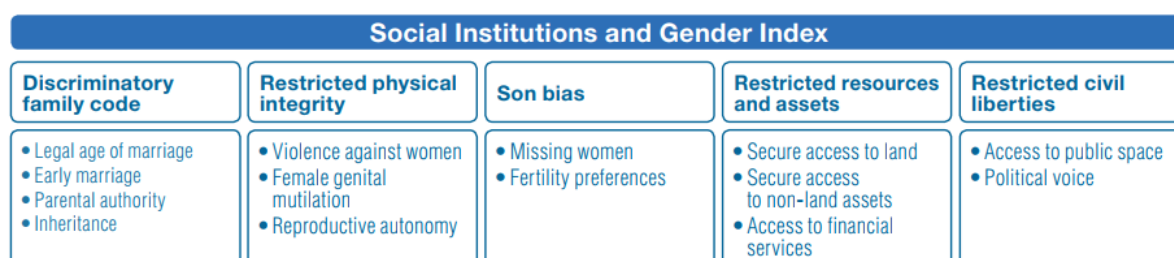 Social Institutions and Gender Index
Discriminatory
family code
• Legal age of marriage
• Early marriage
• Parental authority
• Inheritance
Restricted physical
integrity
• Violence against women
• Female genital
mutilation
• Reproductive autonomy
Son bias
• Missing women
• Fertility preferences
Restricted resources
and assets
• Secure access to land
• Secure access
to non-land assets
• Access to financial
services
Restricted civil
liberties
• Access to public space
• Political voice